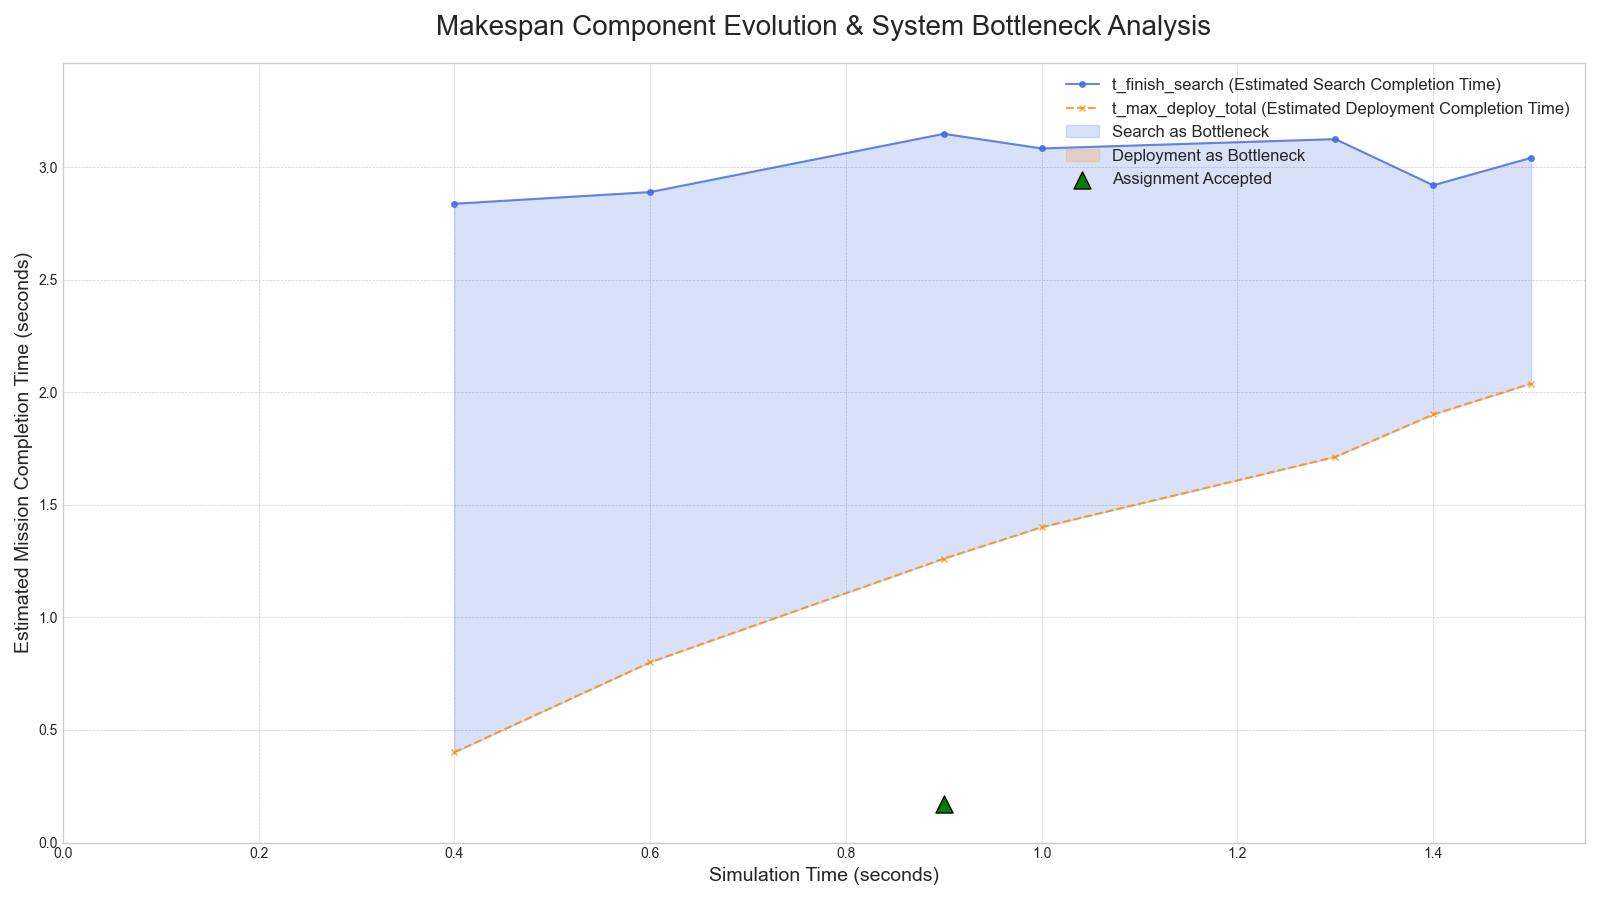 Makespan Component Evolution & System Bottleneck Analysis
t_finish_search (Estimated Search Completion Time)
t_max_deploy_total (Estimated Deployment Completion Time)
Search as Bottleneck
Deployment as Bottleneck
Assignment Accepted
Estimated Mission Completion Time (seconds)
3.0
2.5
2.0
1.5
1.0
0.5
0.0
0.0 0.2 0.4 0.6 0.8 1.0 1.2 1.4
Simulation Time (seconds)